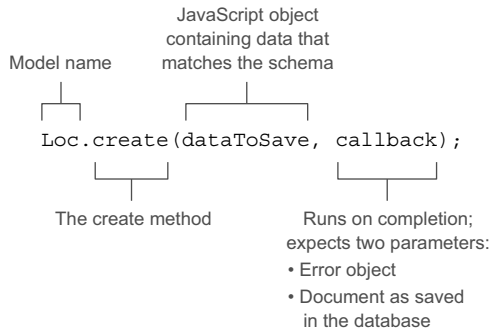 JavaScript object
containing data that
matches the schema
Model name
Loc.create(dataToSave, callback);
The create method
Runs on completion;
expects two parameters:
• Error object
• Document as saved
in the database